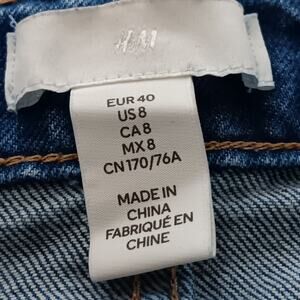 H&M
EUR 40
US 8
CA 8
MX 8
CN 170/76A
MADE IN
CHINA
FABRIQUÉ EN
CHINE